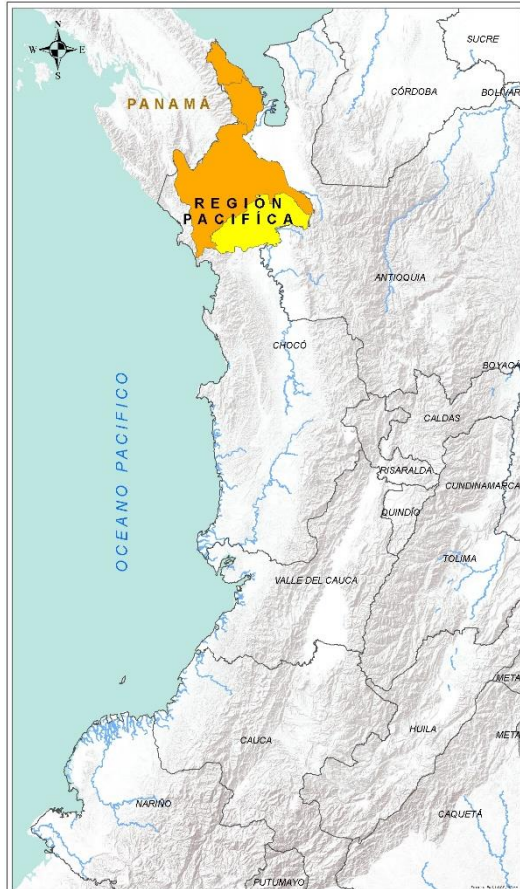 N
W E
S
SUCRE
CÓRDOBA
BOLÍVAR
PANAMÁ
REGIÒN
PACIFÍCA
ANTIOQUIA
CHOCÓ
BOYACÁ
OCEANO PACIFICO
CALDAS
RISARALDA
CUNDINAMARCA
QUINDÍO
TOLIMA
VALLE DEL CAUCA
META
HUILA
META
CAUCA
NARIÑO
CAQUETÁ
PUTUMAYO